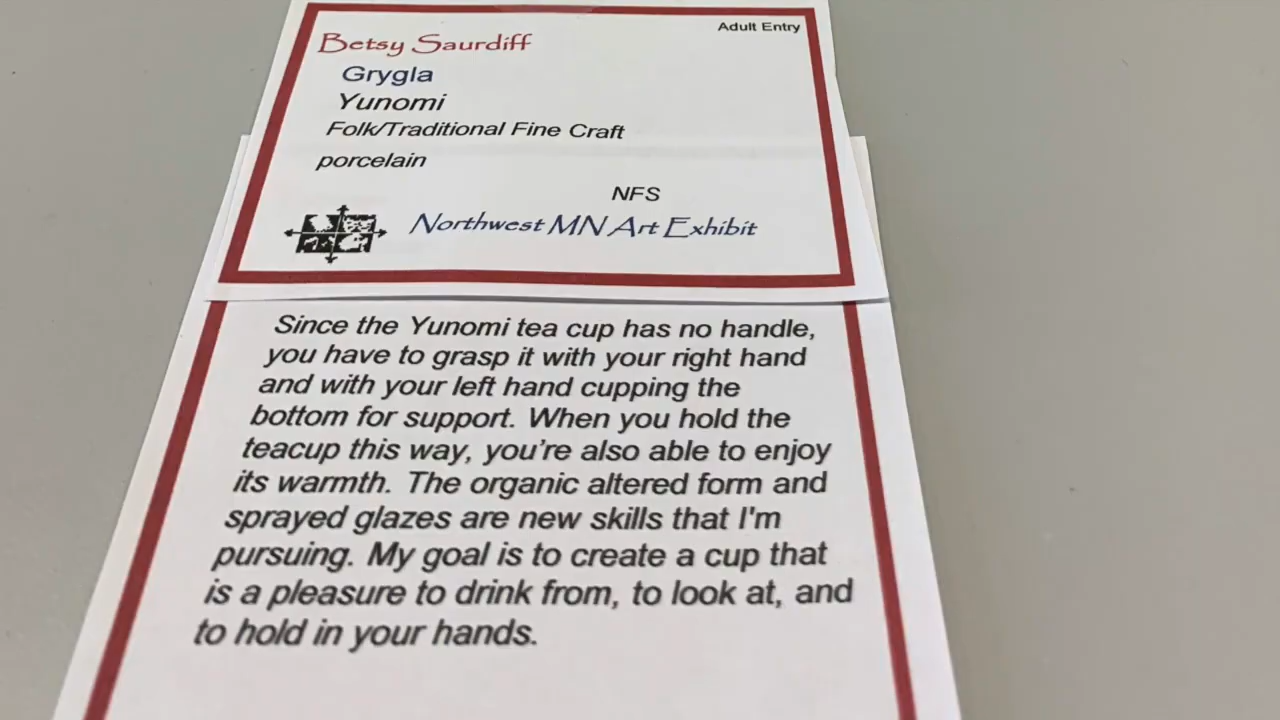 Adult Entry
Betsy Saurdiff
Grygla
Yunomi
Folk/Traditional Fine Craft
porcelain
NFS
Northwest MN Art Exhibit
Since the Yunomi tea cup has no handle,
you have to grasp it with your right hand
and with your left hand cupping the
bottom for support. When you hold the
teacup this way, you're also able to enjoy
its warmth. The organic altered form and
sprayed glazes are new skills that I'm
pursuing. My goal is to create a cup that
is a pleasure to drink from, to look at, and
to hold in your hands.